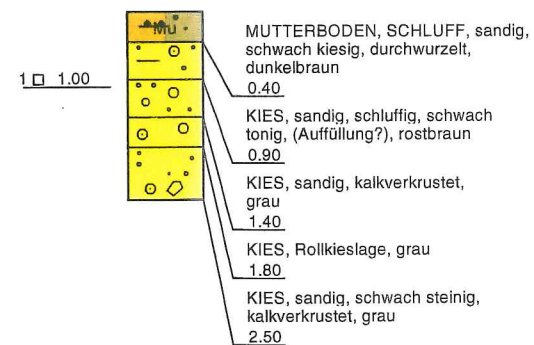 Mu
MUTTERBODEN, SCHLUFF, sandig,
schwach kiesig, durchwurzelt,
dunkelbraun
0.40
1 □ 1.00
KIES, sandig, schluffig, schwach
tonig, (Auffüllung?), rostbraun
0.90
KIES, sandig, kalkverkrustet,
grau
1.40
KIES, Rollkieslage, grau
1.80
KIES, sandig, schwach steinig,
kalkverkrustet, grau
2.50